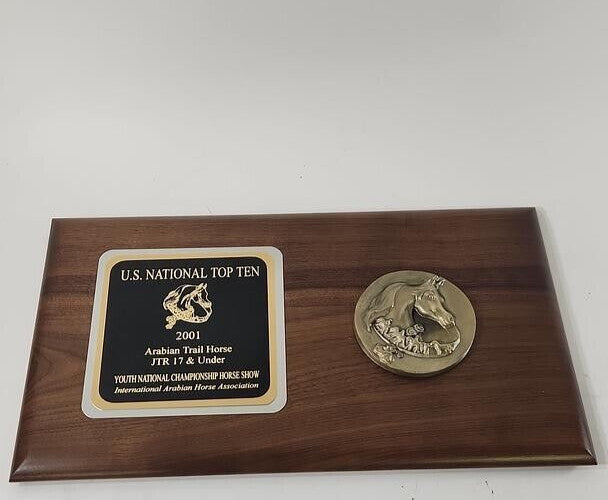 U.S. NATIONAL TOP TEN
2001
Arabian Trail Horse
JTR 17 & Under
YOUTH NATIONAL CHAMPIONSHIP HORSE SHOW
International Arabian Horse Association